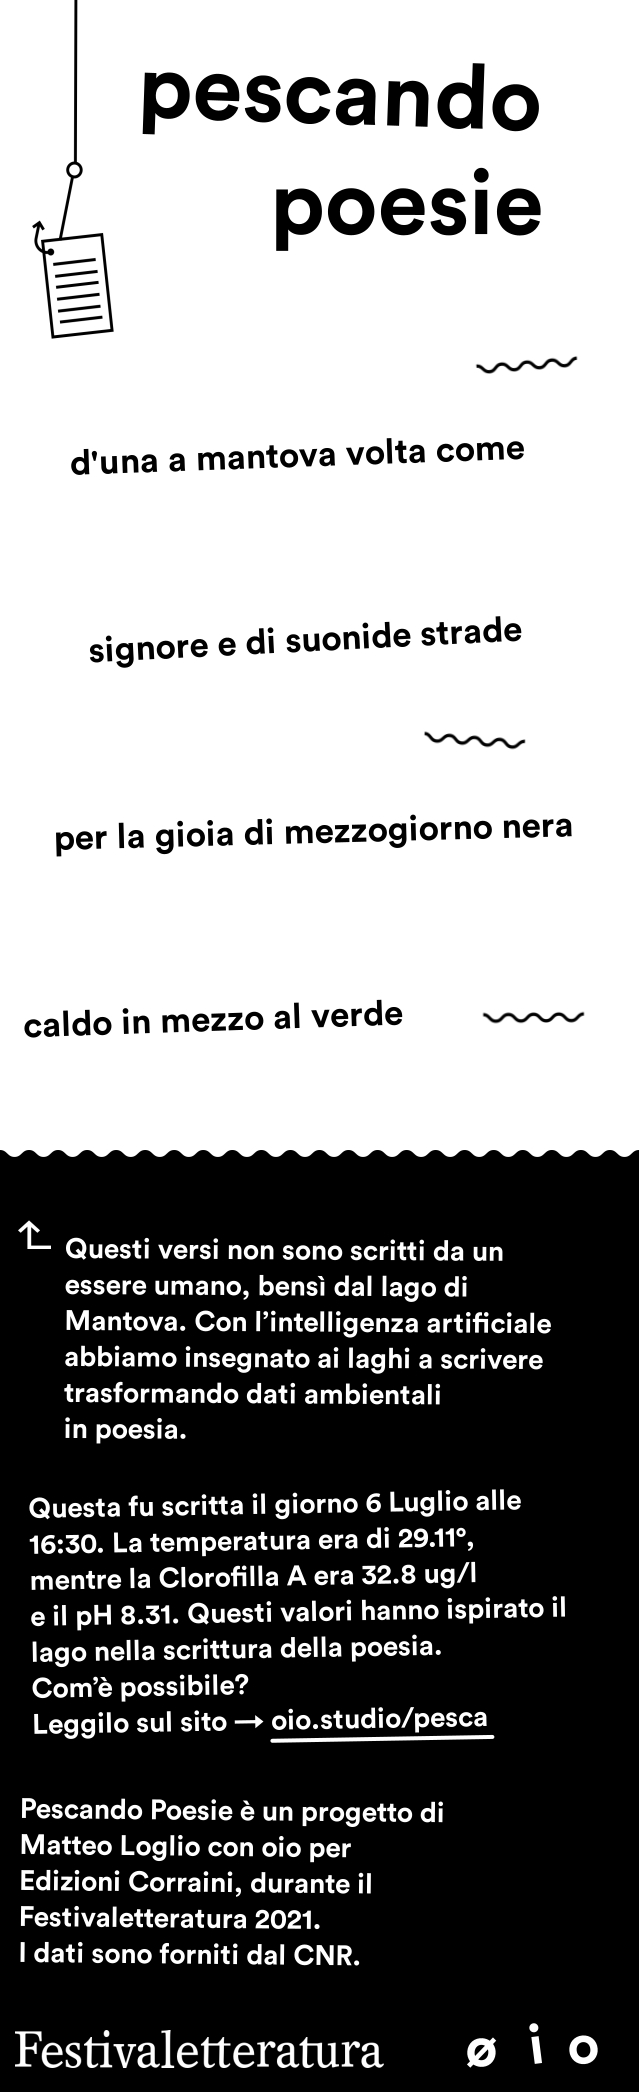 pescando
poesie
d'una a mantova volta come
signore e di suonide strade
per la gioia di mezzogiorno nera
caldo in mezzo al verde
Questi versi non sono scritti da un
essere umano, bensì dal lago di
Mantova. Con l’intelligenza artificiale
abbiamo insegnato ai laghi a scrivere
trasformando dati ambientali
in poesia.
Questa fu scritta il giorno 6 Luglio alle
16:30. La temperatura era di 29.11°,
mentre la Clorofilla A era 32.8 ug/l
e il pH 8.31. Questi valori hanno ispirato il
lago nella scrittura della poesia.
Com’è possibile?
Leggilo sul sito → oio.studio/pesca
Pescando Poesie è un progetto di
Matteo Loglio con oio per
Edizioni Corraini, durante il
Festivaletteratura 2021.
I dati sono forniti dal CNR.
Festivaletteratura ø i o